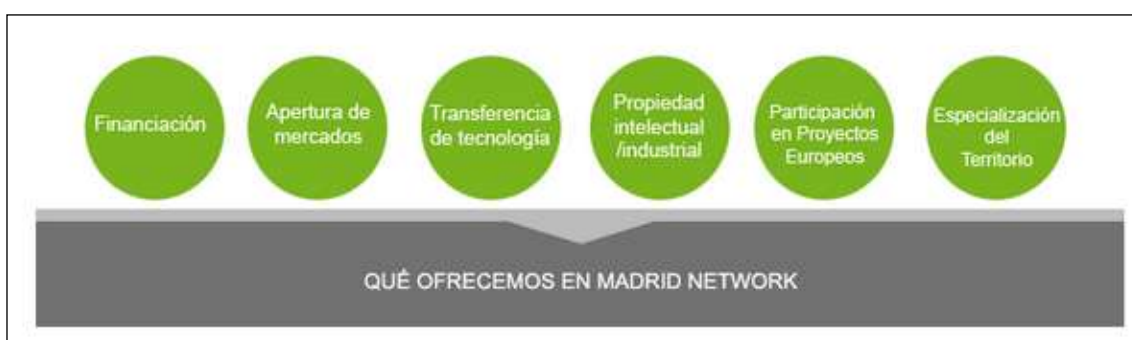 Financiación
Apertura de
mercados
Transferencia
de tecnología
Propiedad
intelectual
/industrial
Participación
en Proyectos
Europeos
Especialización
del
Territorio
QUÉ OFRECEMOS EN MADRID NETWORK